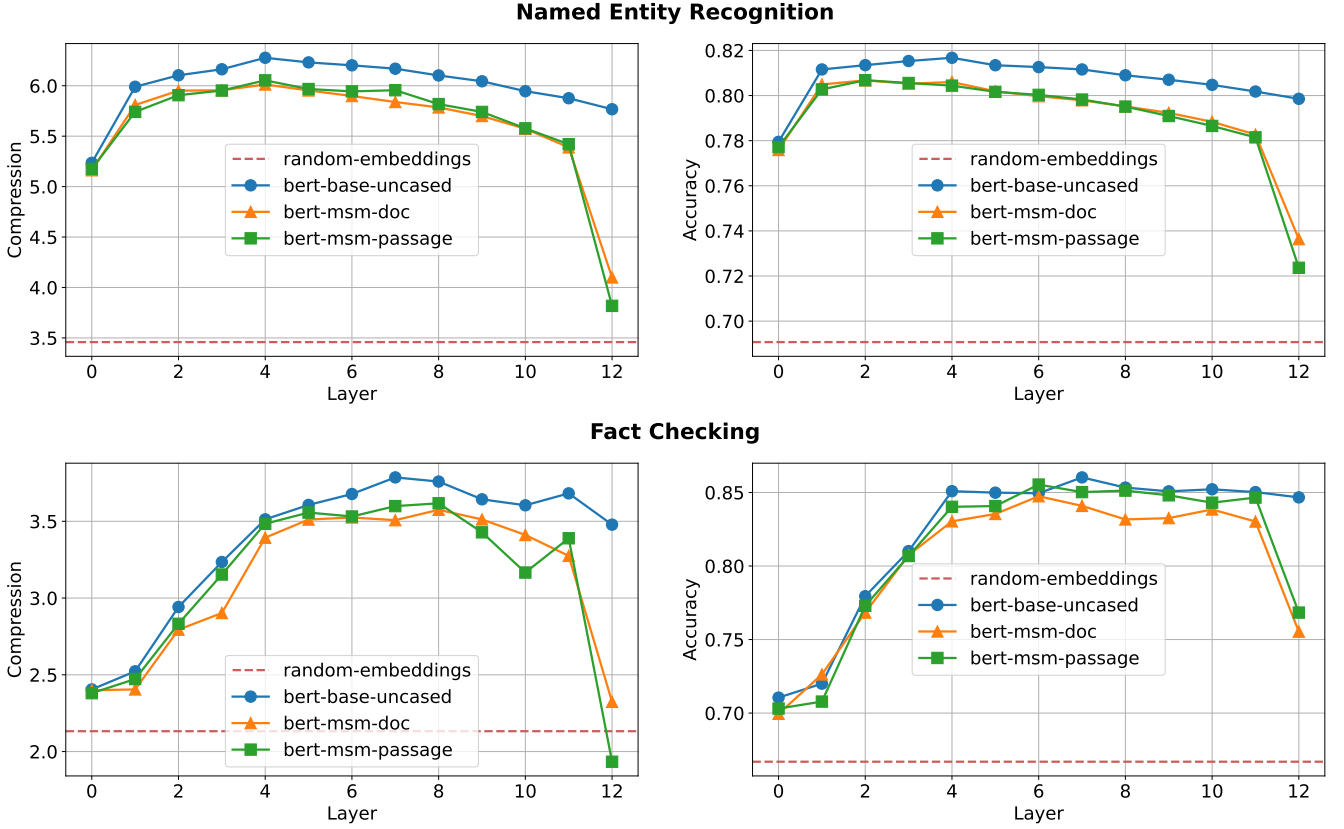 Named Entity Recognition
Compression
6.0
5.5
5.0
4.5
4.0
3.5
random-embeddings
bert-base-uncased
bert-msm-doc
bert-msm-passage
0 2 4 6 8 10 12
Layer
Accuracy
0.82
0.80
0.78
0.76
0.74
0.72
0.70
random-embeddings
bert-base-uncased
bert-msm-doc
bert-msm-passage
0 2 4 6 8 10 12
Layer
Fact Checking
Compression
3.5
3.0
2.5
2.0
random-embeddings
bert-base-uncased
bert-msm-doc
bert-msm-passage
0 2 4 6 8 10 12
Layer
Accuracy
0.85
0.80
0.75
0.70
random-embeddings
bert-base-uncased
bert-msm-doc
bert-msm-passage
0 2 4 6 8 10 12
Layer